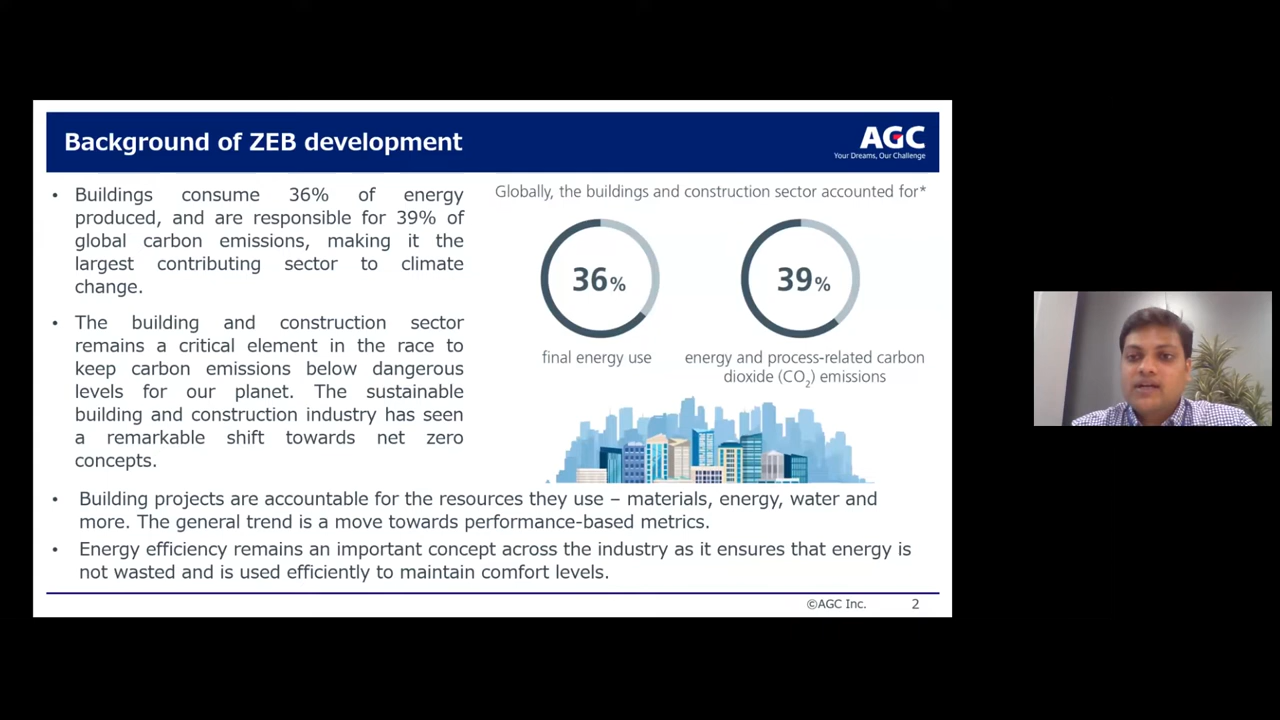 Background of ZEB development
AGC
Your Dreams, Our Challenge
• Buildings consume 36% of energy
produced, and are responsible for 39% of
global carbon emissions, making it the
largest contributing sector to climate
change.
• The building and construction sector
remains a critical element in the race to
keep carbon emissions below dangerous
levels for our planet. The sustainable
building and construction industry has seen
a remarkable shift towards net zero
concepts.
Globally, the buildings and construction sector accounted for*
36%
39%
final energy use
energy and process-related carbon
dioxide (CO2) emissions
• Building projects are accountable for the resources they use – materials, energy, water and
more. The general trend is a move towards performance-based metrics.
• Energy efficiency remains an important concept across the industry as it ensures that energy is
not wasted and is used efficiently to maintain comfort levels.
©AGC Inc.
2